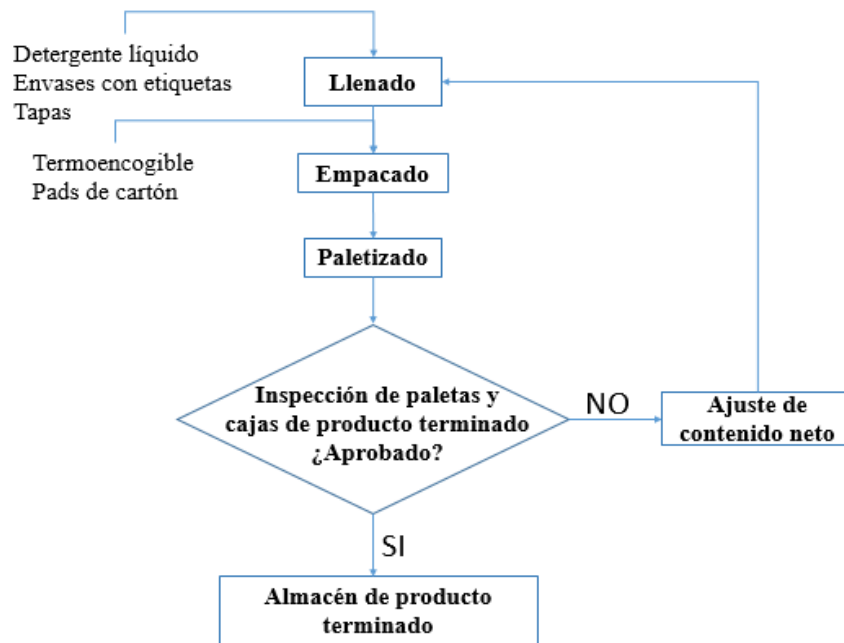 Detergente líquido
Envases con etiquetas
Tapas
Llenado
Termoencogible
Pads de cartón
Empacado
Paletizado
Inspección de paletas y
cajas de producto terminado
¿Aprobado?
NO
Ajuste de
contenido neto
SI
Almacén de producto
terminado